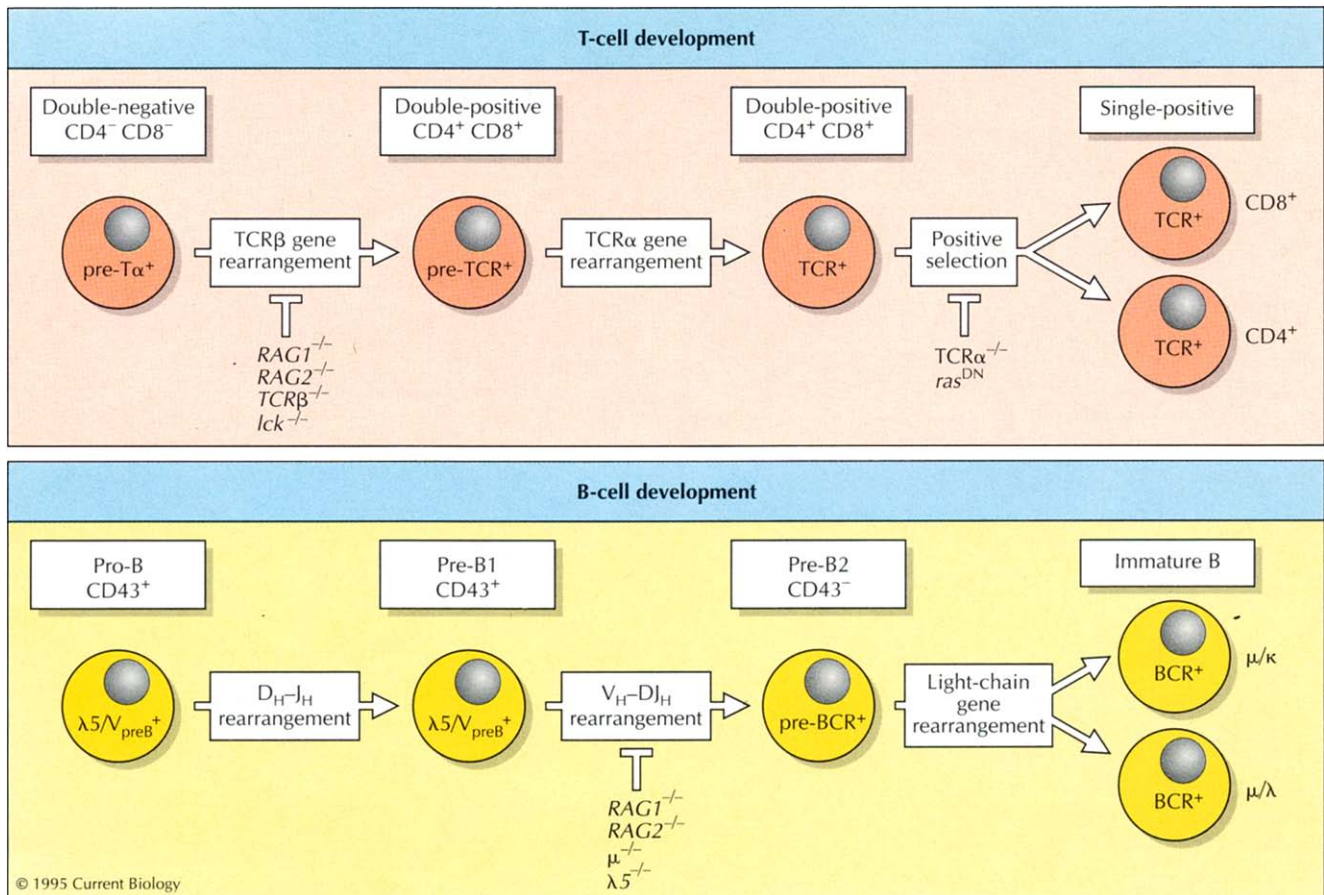 T-cell development
Double-negative
CD4⁻ CD8⁻
Double-positive
CD4⁺ CD8⁺
Double-positive
CD4⁺ CD8⁺
Single-positive
pre-Tα⁺
TCRβ gene
rearrangement
pre-TCR⁺
TCRα gene
rearrangement
TCR⁺
Positive
selection
TCR⁺
CD8⁺
TCR⁺
CD4⁺
RAG1⁻/⁻
RAG2⁻/⁻
TCRβ⁻/⁻
lck⁻/⁻
TCRα⁻/⁻
ras^DN
B-cell development
Pro-B
CD43⁺
Pre-B1
CD43⁺
Pre-B2
CD43⁻
Immature B
λ5/V_preB⁺
D_H–J_H
rearrangement
λ5/V_preB⁺
V_H–DJ_H
rearrangement
pre-BCR⁺
Light-chain
gene
rearrangement
BCR⁺
μ/κ
BCR⁺
μ/λ
RAG1⁻/⁻
RAG2⁻/⁻
μ⁻/⁻
λ5⁻/⁻
© 1995 Current Biology